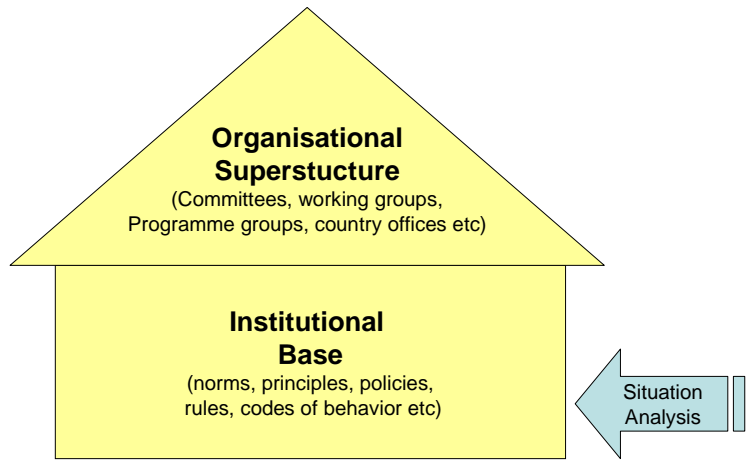 Organisational
Superstucture
(Committees, working groups,
Programme groups, country offices etc)
Institutional
Base
(norms, principles, policies,
rules, codes of behavior etc)
Situation
Analysis